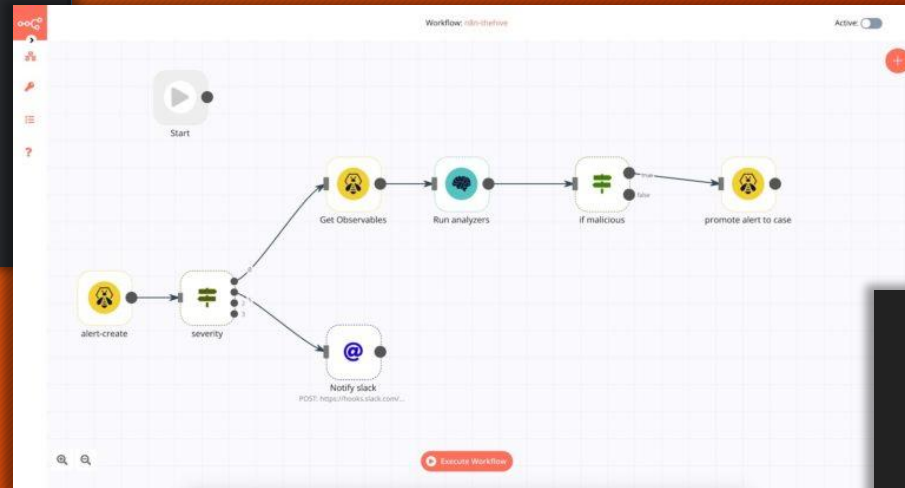 Workflow: n8n-thehive
Active:
Start
Get Observables
Run analyzers
true
false
if malicious
promote alert to case
0
1
2
3
alert-create
severity
Notify slack
POST: https://hooks.slack.com/...
Execute Workflow